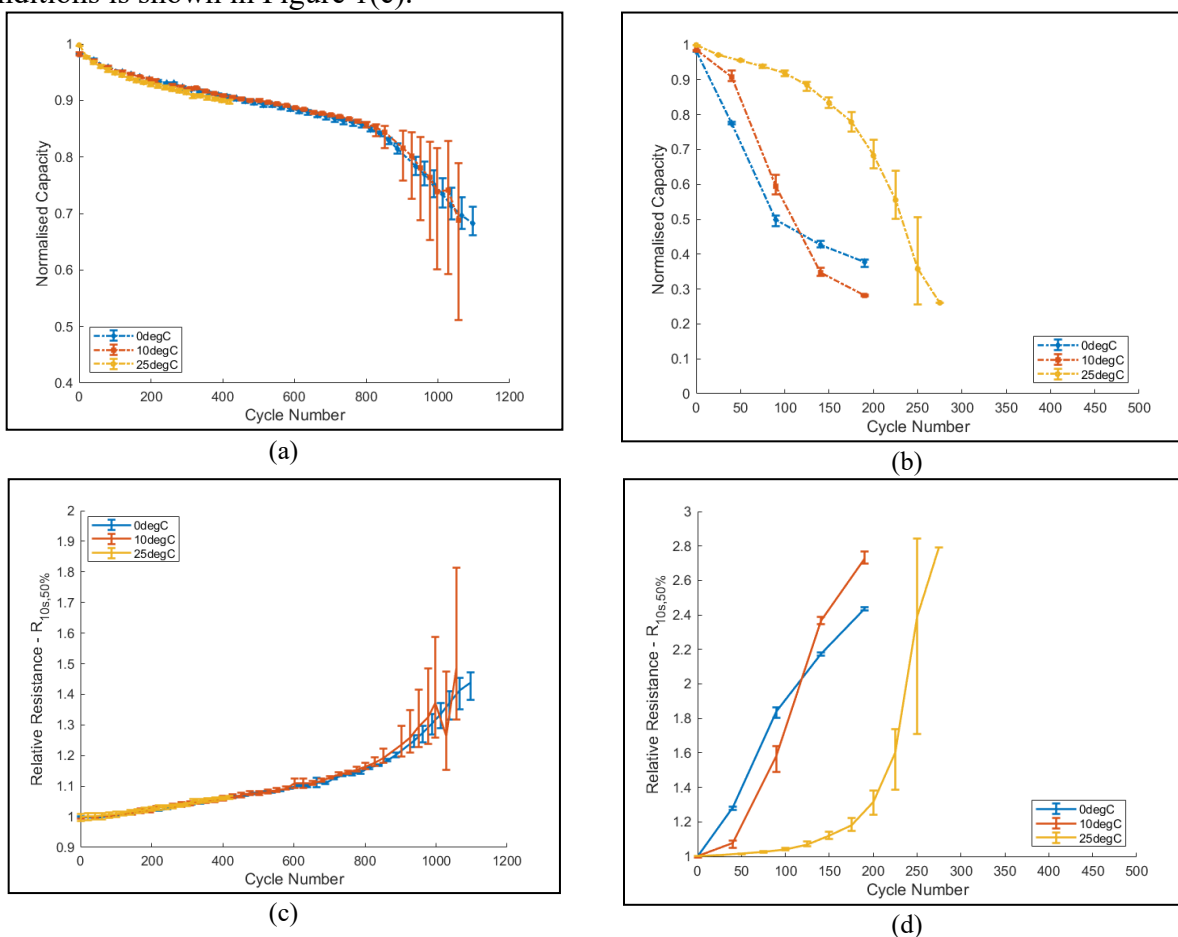 nditions is shown in Figure 1(e).
1
0.9
0.8
0.7
0.6
0.5
0.4
Normalised Capacity
0degC
10degC
25degC
0 200 400 600 800 1000 1200
Cycle Number
(a)
1
0.9
0.8
0.7
0.6
0.5
0.4
0.3
0.2
0.1
0
Normalised Capacity
0degC
10degC
25degC
0 50 100 150 200 250 300 350 400 450 500
Cycle Number
(b)
2
1.9
1.8
1.7
1.6
1.5
1.4
1.3
1.2
1.1
1
0.9
Relative Resistance - R10s,50%
0degC
10degC
25degC
0 200 400 600 800 1000 1200
Cycle Number
(c)
3
2.8
2.6
2.4
2.2
2
1.8
1.6
1.4
1.2
1
Relative Resistance - R10s,50%
0degC
10degC
25degC
0 50 100 150 200 250 300 350 400 450 500
Cycle Number
(d)